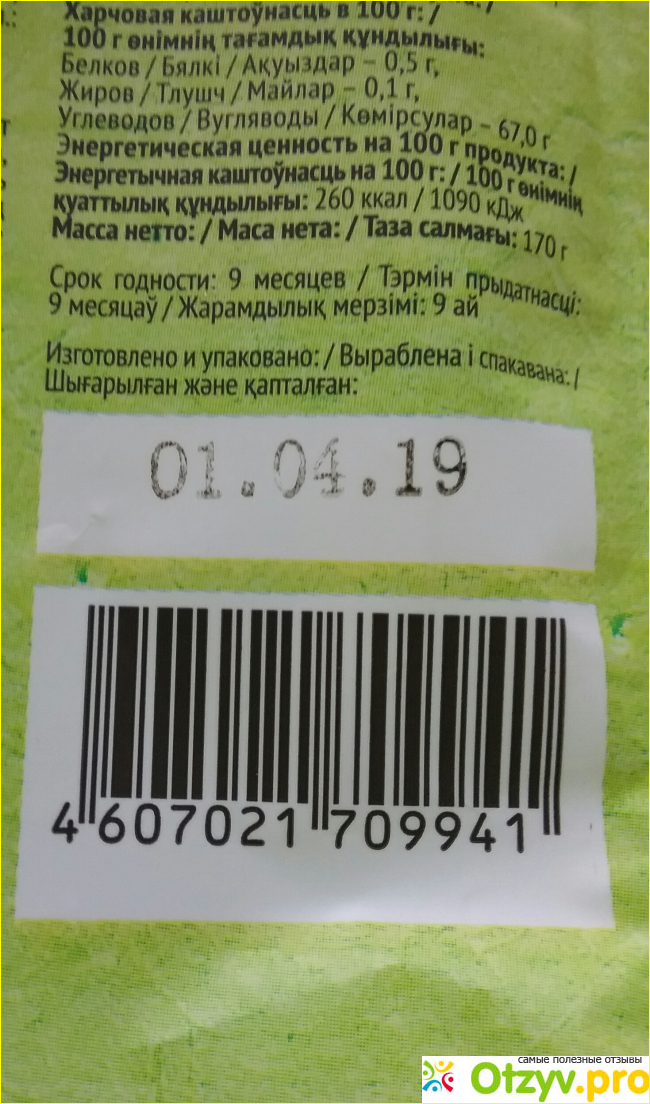 Харчовая каштоўнасць в 100 г: /
100 г өнімнің тағамдық құндылығы:
Белков / Бялкі / Ақуыздар – 0,5 г,
Жиров / Тлушч / Майлар – 0,1 г,
Углеводов / Вугляводы / Көмірсулар – 67,0 г
Энергетическая ценность на 100 г продукта: /
Энергетычная каштоўнасць на 100 г: / 100 г өнімнің
қуаттылық құндылығы: 260 ккал / 1090 кДж
Масса нетто: / Маса нета: / Таза салмағы: 170 г
Срок годности: 9 месяцев / Тэрмін прыдатнасці:
9 месяцаў / Жарамдылық мерзімі: 9 ай
Изготовлено и упаковано: / Выраблена і спакавана: /
Шығарылған және қапталған:
01.04.19
4 607021 709941
самые полезные отзывы
Otzyv.pro